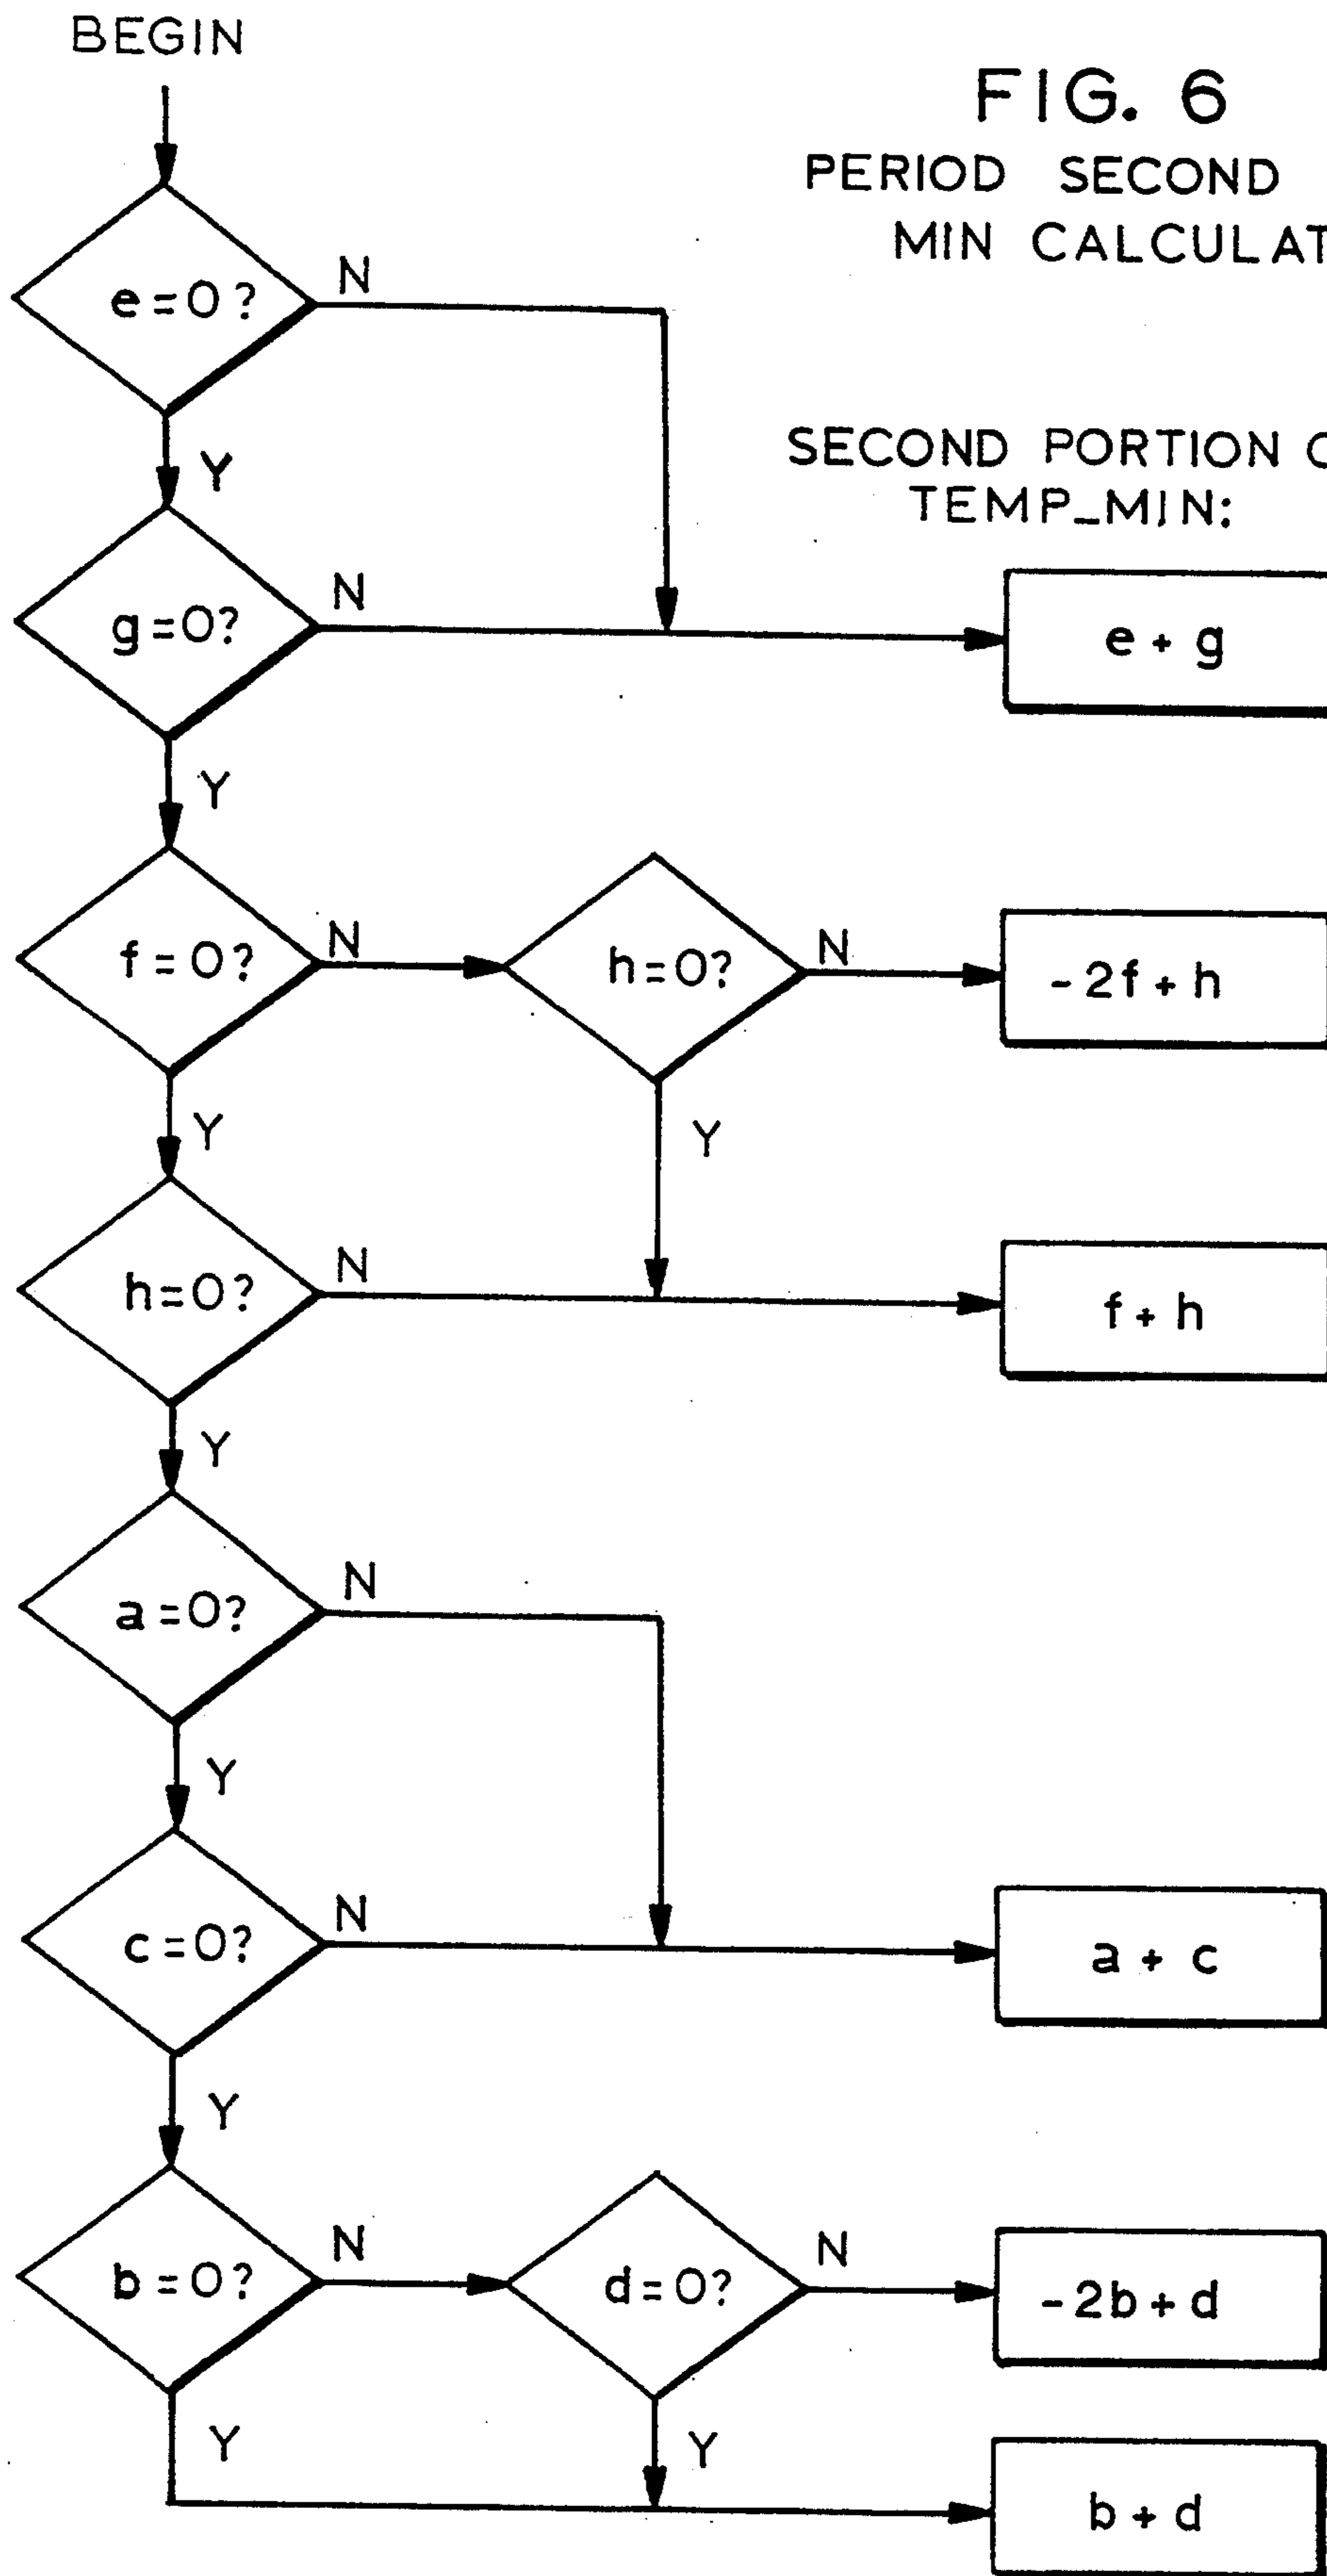 BEGIN
FIG. 6
PERIOD SECOND
MIN CALCULAT
e=0?
N
Y
SECOND PORTION
TEMP_MIN:
g=0?
N
e + g
Y
f=0?
N
h=0?
N
-2f + h
Y
Y
h=0?
N
f + h
Y
a=0?
N
Y
c=0?
N
a + c
Y
b=0?
N
d=0?
N
-2b + d
Y
Y
b + d